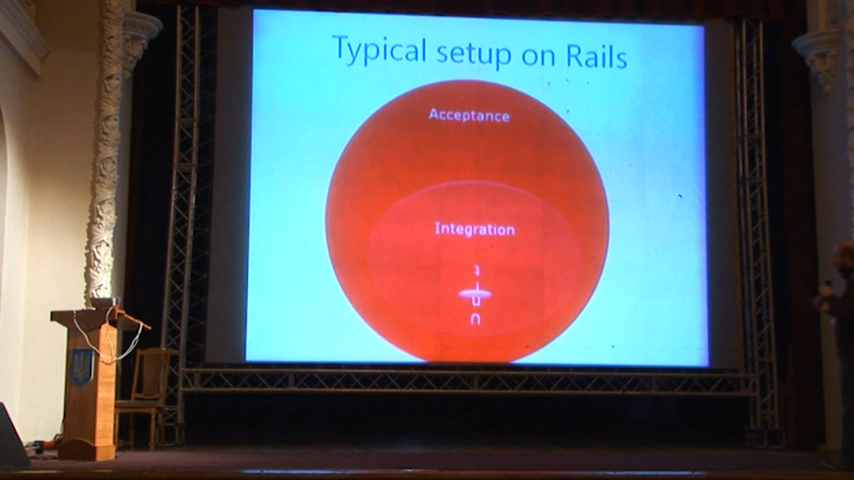 Typical setup on Rails
Acceptance
Integration